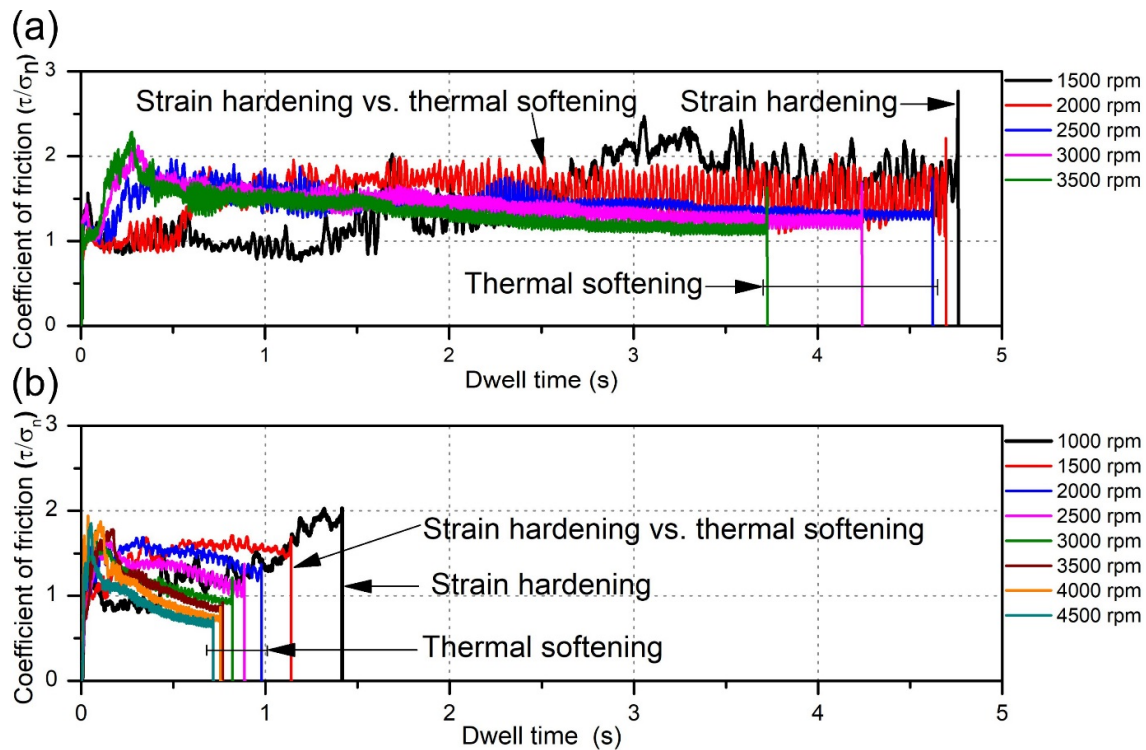 (a)
Coefficient of friction (τ/σn)
3
2
1
0
Strain hardening vs. thermal softening
Strain hardening
Thermal softening
0 1 2 3 4 5
Dwell time (s)
1500 rpm
2000 rpm
2500 rpm
3000 rpm
3500 rpm
(b)
Coefficient of friction (τ/σn)
3
2
1
0
Strain hardening vs. thermal softening
Strain hardening
Thermal softening
0 1 2 3 4 5
Dwell time (s)
1000 rpm
1500 rpm
2000 rpm
2500 rpm
3000 rpm
3500 rpm
4000 rpm
4500 rpm